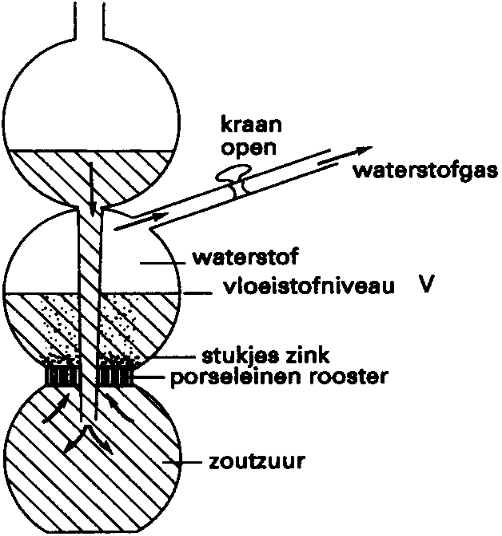 kraan
open
waterstofgas
waterstof
vloeistofniveau V
stukjes zink
porseleinen rooster
zoutzuur